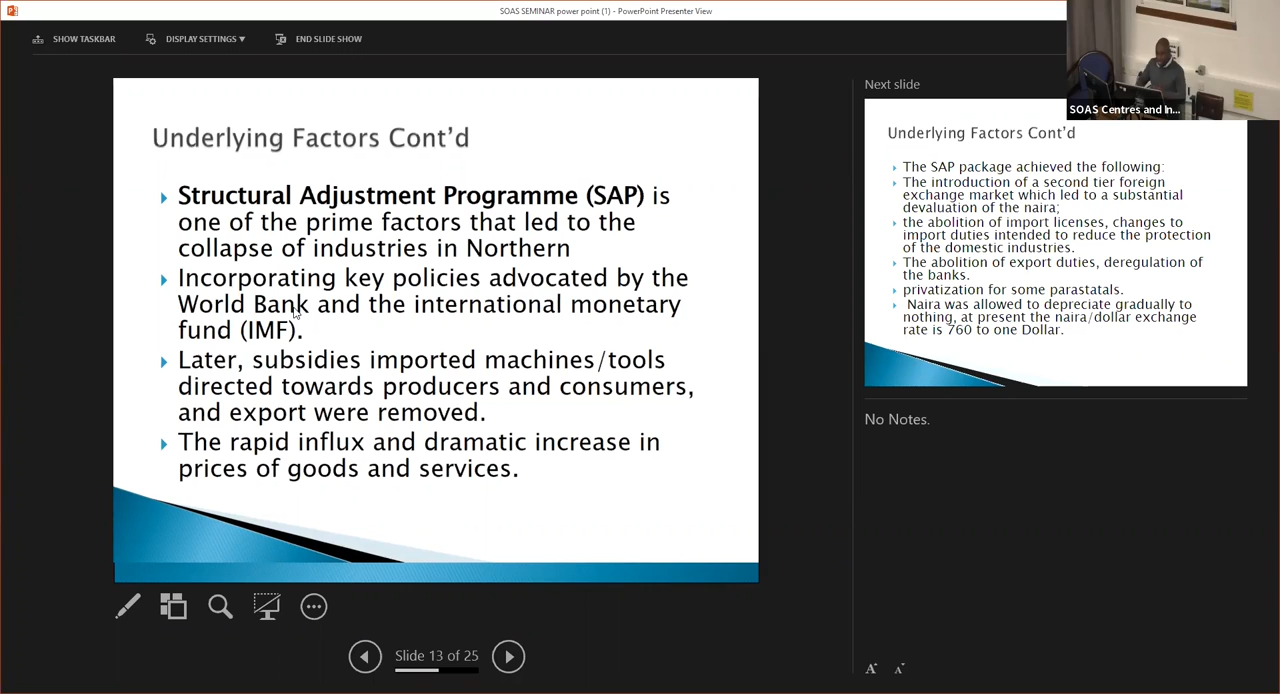 SOAS SEMINAR power point (1) - PowerPoint Presenter View
SHOW TASKBAR
DISPLAY SETTINGS ▼
END SLIDE SHOW
Underlying Factors Cont'd
Structural Adjustment Programme (SAP) is
one of the prime factors that led to the
collapse of industries in Northern
Incorporating key policies advocated by the
World Bank and the international monetary
fund (IMF).
Later, subsidies imported machines/tools
directed towards producers and consumers,
and export were removed.
The rapid influx and dramatic increase in
prices of goods and services.
Slide 13 of 25
Next slide
Underlying Factors Cont'd
The SAP package achieved the following:
The introduction of a second tier foreign
exchange market which led to a substantial
devaluation of the naira;
the abolition of import licenses, changes to
import duties intended to reduce the protection
of the domestic industries.
The abolition of export duties, deregulation of
the banks.
privatization for some parastatals.
Naira was allowed to depreciate gradually to
nothing, at present the naira/dollar exchange
rate is 760 to one Dollar.
No Notes.
A A
SOAS Centres and In...